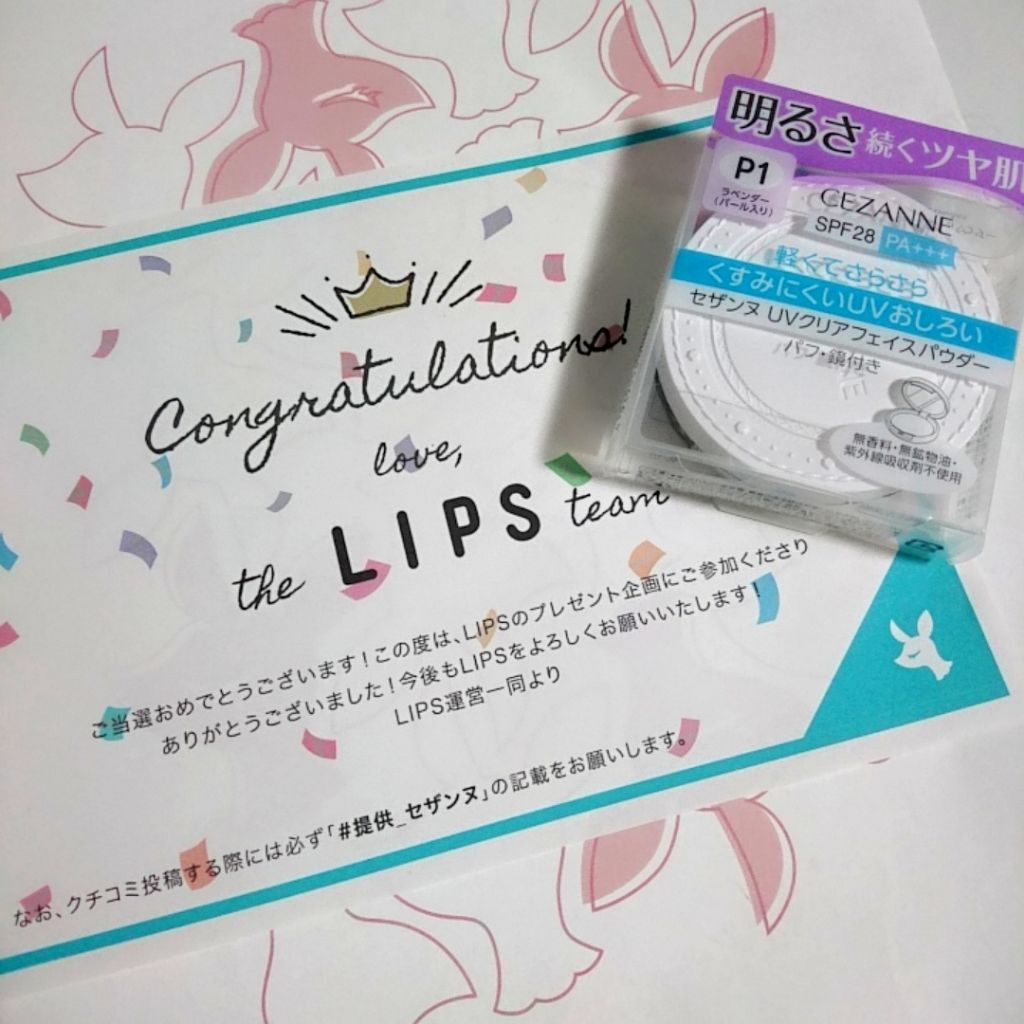 Congratulations!
love,
the LIPS team
ご当選おめでとうございます！この度は、LIPSのプレゼント企画にご参加くださり
ありがとうございました！今後もLIPSをよろしくお願いいたします！
LIPS運営一同より
なお、クチコミ投稿する際には必ず「#提供_セザンヌ」の記載をお願いします。
明るさ続くツヤ肌
P1
ラベンダー
(パール入り)
CEZANNE
SPF28 PA+++
軽くてさらさら
くすみにくいUVおしろい
セザンヌ UVクリアフェイスパウダー
パフ・鏡付き
無香料・無鉱物油・
紫外線吸収剤不使用